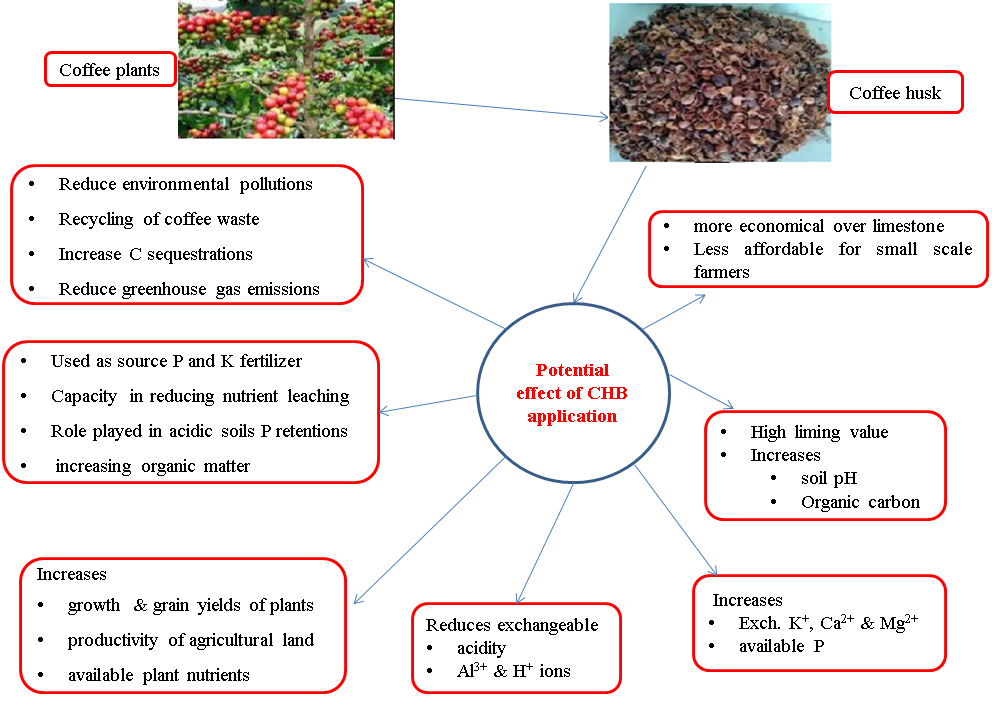 Coffee plants
Coffee husk
• Reduce environmental pollutions
• Recycling of coffee waste
• Increase C sequestrations
• Reduce greenhouse gas emissions
• more economical over limestone
• Less affordable for small scale
farmers
• Used as source P and K fertilizer
• Capacity in reducing nutrient leaching
• Role played in acidic soils P retentions
• increasing organic matter
Potential
effect of CHB
application
• High liming value
• Increases
• soil pH
• Organic carbon
Increases
• growth & grain yields of plants
• productivity of agricultural land
• available plant nutrients
Reduces exchangeable
• acidity
• Al³⁺ & H⁺ ions
Increases
• Exch. K⁺, Ca²⁺ & Mg²⁺
• available P